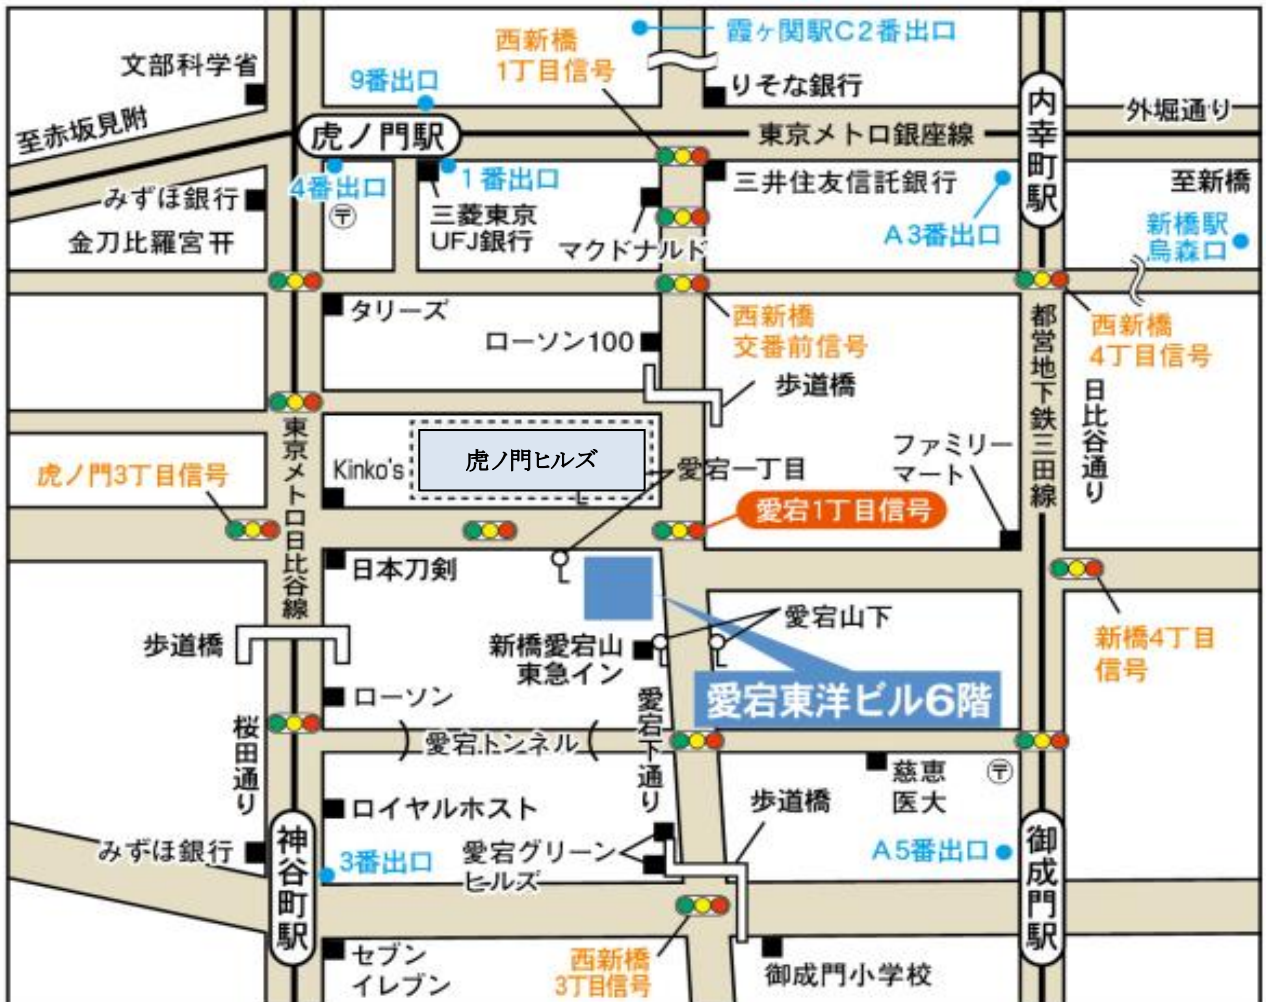 西新橋
1丁目信号
霞ヶ関駅C2番出口
文部科学省
9番出口
りそな銀行
至赤坂見附
虎ノ門駅
東京メトロ銀座線
内幸町駅
外堀通り
4番出口
1番出口
みずほ銀行
〒
三菱東京
UFJ銀行
マクドナルド
三井住友信託銀行
A3番出口
至新橋
新橋駅
烏森口
金刀比羅宮
タリーズ
ローソン100
西新橋
交番前信号
歩道橋
都営地下鉄三田線
西新橋
4丁目信号
日比谷通り
虎ノ門3丁目信号
東京メトロ日比谷線
Kinko's
虎ノ門ヒルズ
愛宕一丁目
愛宕1丁目信号
ファミリー
マート
日本刀剣
歩道橋
新橋愛宕山
東急イン
愛宕山下
新橋4丁目
信号
ローソン
愛宕東洋ビル6階
桜田通り
愛宕トンネル
愛宕下通り
慈恵
医大
〒
ロイヤルホスト
歩道橋
みずほ銀行
神谷町駅
3番出口
愛宕グリーン
ヒルズ
A5番出口
御成門駅
セブン
イレブン
西新橋
3丁目信号
御成門小学校